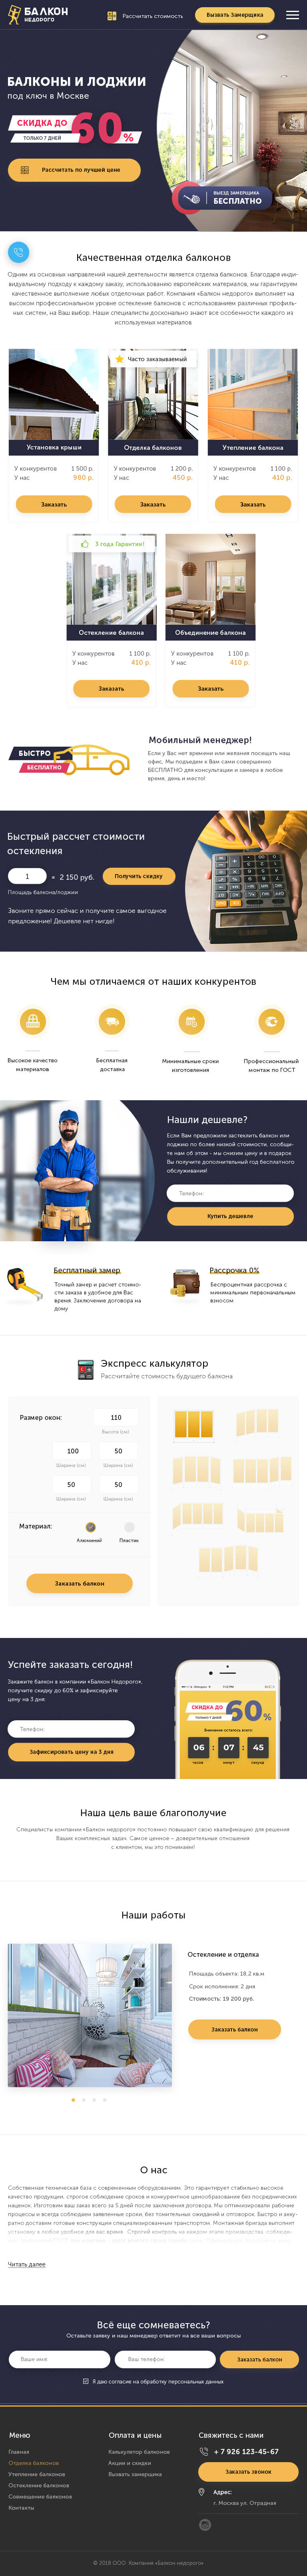 БАЛКОН
НЕДОРОГО
Рассчитать стоимость
Вызвать Замерщика
БАЛКОНЫ И ЛОДЖИИ
под ключ в Москве
СКИДКА ДО 60 %
ТОЛЬКО 7 ДНЕЙ
Рассчитать по лучшей цене
ВЫЕЗД ЗАМЕРЩИКА
БЕСПЛАТНО
Качественная отделка балконов
Одним из основных направлений нашей деятельности является отделка балконов. Благодаря инди-
видуальному подходу к каждому заказу, использованию европейских материалов, мы гарантируем
качественное выполнение любых отделочных работ. Компания «Балкон недорого» выполняет на
высоком профессиональном уровне остекление балконов с использованием различных профиль-
ных систем, на Ваш выбор. Наши специалисты досконально знают все особенности каждого из
используемых материалов
Часто заказываемый
Установка крыши
Отделка балконов
Утепление балкона
У конкурентов 1 500 р.
У нас 980 р.
Заказать
У конкурентов 1 200 р.
У нас 450 р.
Заказать
У конкурентов 1 100 р.
У нас 410 р.
Заказать
3 года Гарантии!
Остекление балкона
Объединение балкона
У конкурентов 1 100 р.
У нас 410 р.
Заказать
У конкурентов 1 100 р.
У нас 410 р.
Заказать
БЫСТРО
БЕСПЛАТНО
Мобильный менеджер!
Если у Вас нет времени или желания посещать наш
офис, Мы подъедем к Вам сами совершенно
БЕСПЛАТНО для консультации и замера в любое
время, день и место!
Быстрый рассчет стоимости
остекления
1 = 2 150 руб.
Получить скидку
Площадь балкона/лоджии
Звоните прямо сейчас и получите самое выгодное
предложение! Дешевле нет нигде!
Чем мы отличаемся от наших конкурентов
Высокое качество
материалов
Бесплатная
доставка
Минимальные сроки
изготовления
Профессиональный
монтаж по ГОСТ
Нашли дешевле?
Если Вам предложили застеклить балкон или
лоджию по более низкой стоимости, сообщи-
те нам об этом - мы снизим цену и в подарок
Вы получите дополнительный год бесплатного
обслуживания!
Телефон:
Купить дешевле
Бесплатный замер
Точный замер и расчет стоимо-
сти заказа в удобное для Вас
время. Заключение договора на
дому
Рассрочка 0%
Беспроцентная рассрочка с
минимальным первоначальным
взносом
Экспресс калькулятор
Рассчитайте стоимость будущего балкона
Размер окон:
110
Высота (см)
100
50
Ширина (см)
Ширина (см)
50
50
Ширина (см)
Ширина (см)
Материал:
Алюминий
Пластик
Заказать балкон
Успейте заказать сегодня!
Закажите балкон в компании «Балкон Недорого»,
получите скидку до 60% и зафиксируйте
цену на 3 дня:
Телефон:
Зафиксировать цену на 3 дня
СКИДКА ДО 60 %
ТОЛЬКО 7 ДНЕЙ
Внимание осталось всего:
06 : 07 : 45
часов минут секунд
Наша цель ваше благополучие
Специалисты компании «Балкон недорого» постоянно повышают свою квалификацию для решения
Ваших комплексных задач. Самое ценное – доверительные отношения
с клиентом, мы это понимаем!
Наши работы
Остекление и отделка
Площадь объекта: 18,2 кв.м
Срок исполнения: 2 дня
Стоимость: 19 200 руб.
Заказать балкон
О нас
Собственная техническая база с современным оборудованием. Это гарантирует стабильно высокое
качество продукции, строгое соблюдение сроков и конкурентное ценообразование без посреднических
наценок. Изготовим ваш заказ всего за 5 дней после заключения договора. Мы оптимизировали рабочие
процессы и всегда соблюдаем заявленные сроки, без томительных ожиданий и отговорок. Быстро и акку-
ратно доставим готовые конструкции специализированным транспортом. Монтажная бригада выполнит
установку в любое удобное для вас время. Строгий контроль на каждом этапе производства, соблюде-
Читать далее
Всё еще сомневаетесь?
Оставьте заявку и наш менеджер ответит на все ваши вопросы
Ваше имя:
Ваш телефон:
Заказать балкон
Я даю согласие на обработку персональных данных
Меню
Главная
Отделка балконов
Утепление балконов
Остекление балконов
Совмещение балконов
Контакты
Оплата и цены
Калькулятор балконов
Акции и скидки
Вызвать замерщика
Свяжитесь с нами
+ 7 926 123-45-67
Заказать звонок
Адрес:
г. Москва ул. Отрадная
© 2018 ООО. Компания «Балкон недорого»